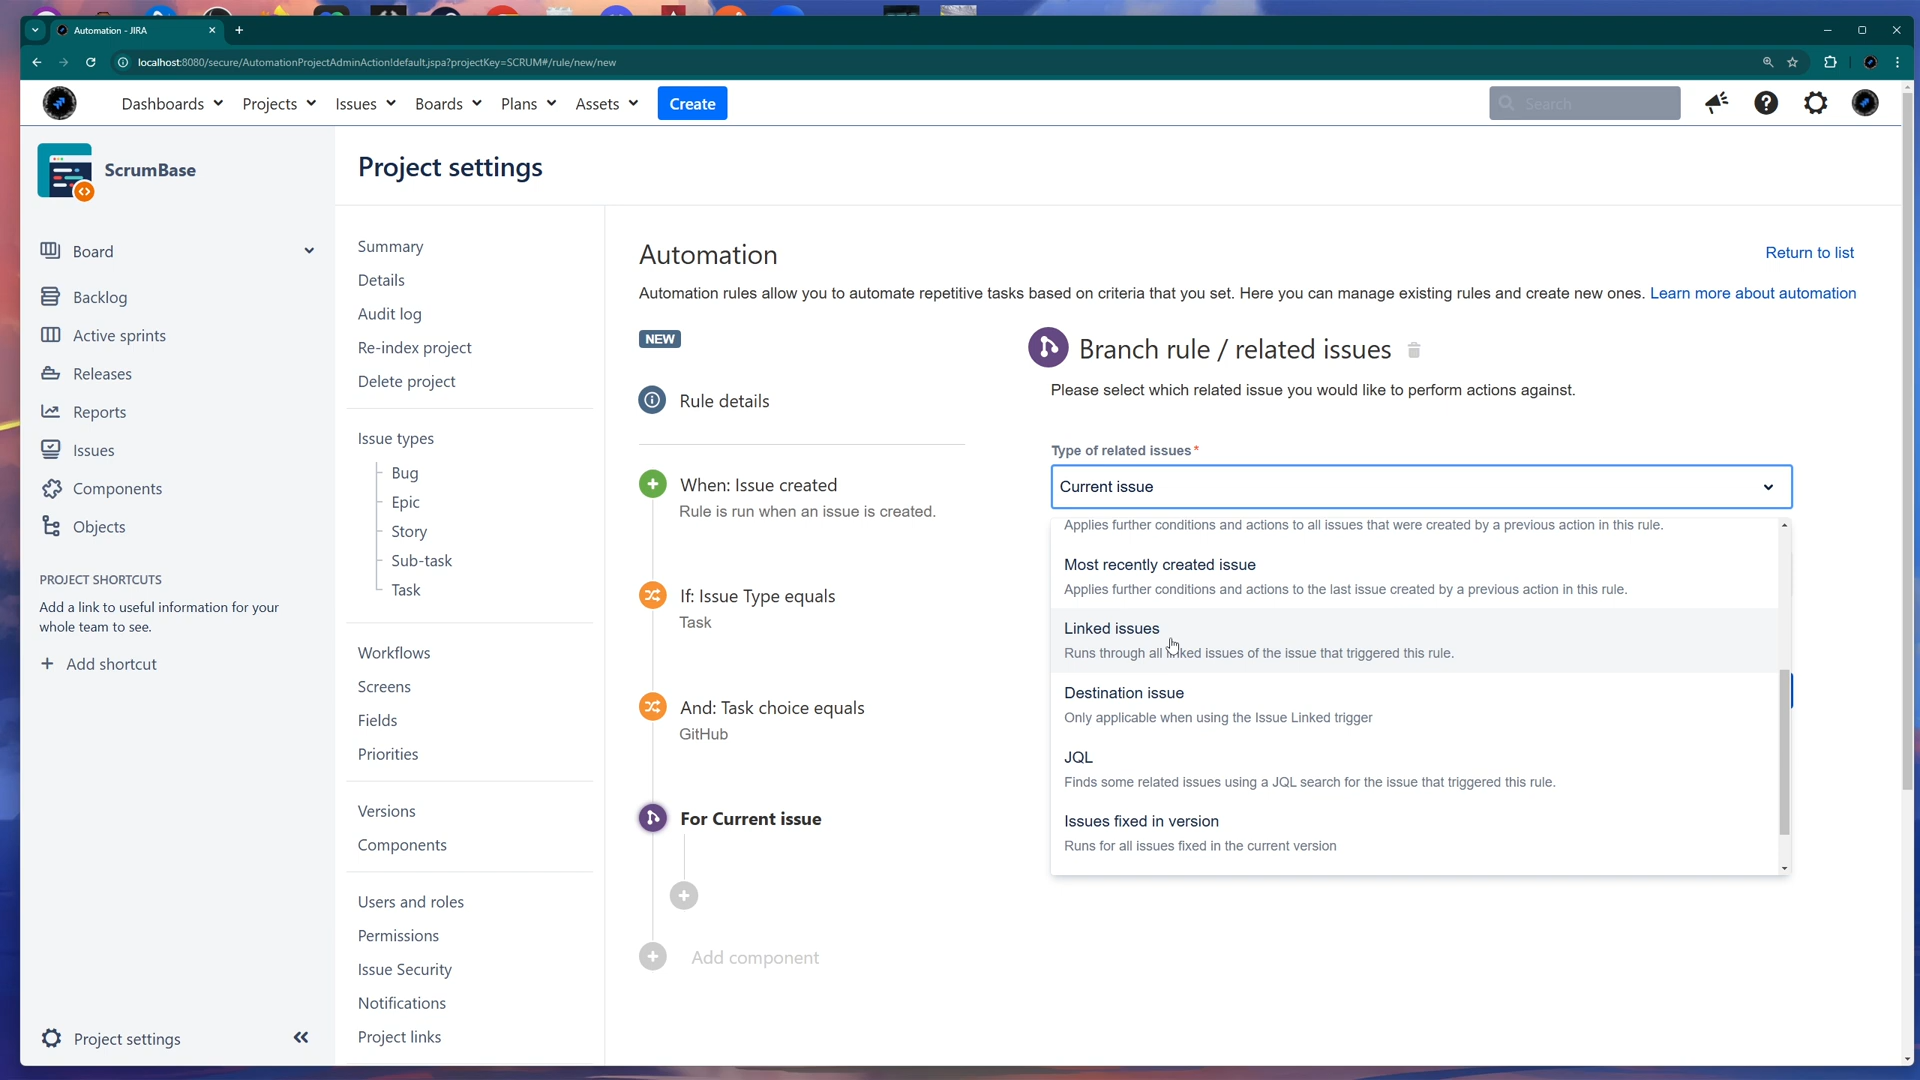 Automation - JIRA
localhost:8080/secure/AutomationProjectAdminAction!default.jspa?projectKey=SCRUM#/rule/new/new
Dashboards
Projects
Issues
Boards
Plans
Assets
Create
Search
ScrumBase
Board
Backlog
Active sprints
Releases
Reports
Issues
Components
Objects
PROJECT SHORTCUTS
Add a link to useful information for your
whole team to see.
+ Add shortcut
Project settings
Project settings
Summary
Details
Audit log
Re-index project
Delete project
Issue types
Bug
Epic
Story
Sub-task
Task
Workflows
Screens
Fields
Priorities
Versions
Components
Users and roles
Permissions
Issue Security
Notifications
Project links
Automation
Return to list
Automation rules allow you to automate repetitive tasks based on criteria that you set. Here you can manage existing rules and create new ones. Learn more about automation
NEW
Rule details
When: Issue created
Rule is run when an issue is created.
If: Issue Type equals
Task
And: Task choice equals
GitHub
For Current issue
Add component
Branch rule / related issues
Please select which related issue you would like to perform actions against.
Type of related issues*
Current issue
Applies further conditions and actions to all issues that were created by a previous action in this rule.
Most recently created issue
Applies further conditions and actions to the last issue created by a previous action in this rule.
Linked issues
Runs through all linked issues of the issue that triggered this rule.
Destination issue
Only applicable when using the Issue Linked trigger
JQL
Finds some related issues using a JQL search for the issue that triggered this rule.
Issues fixed in version
Runs for all issues fixed in the current version